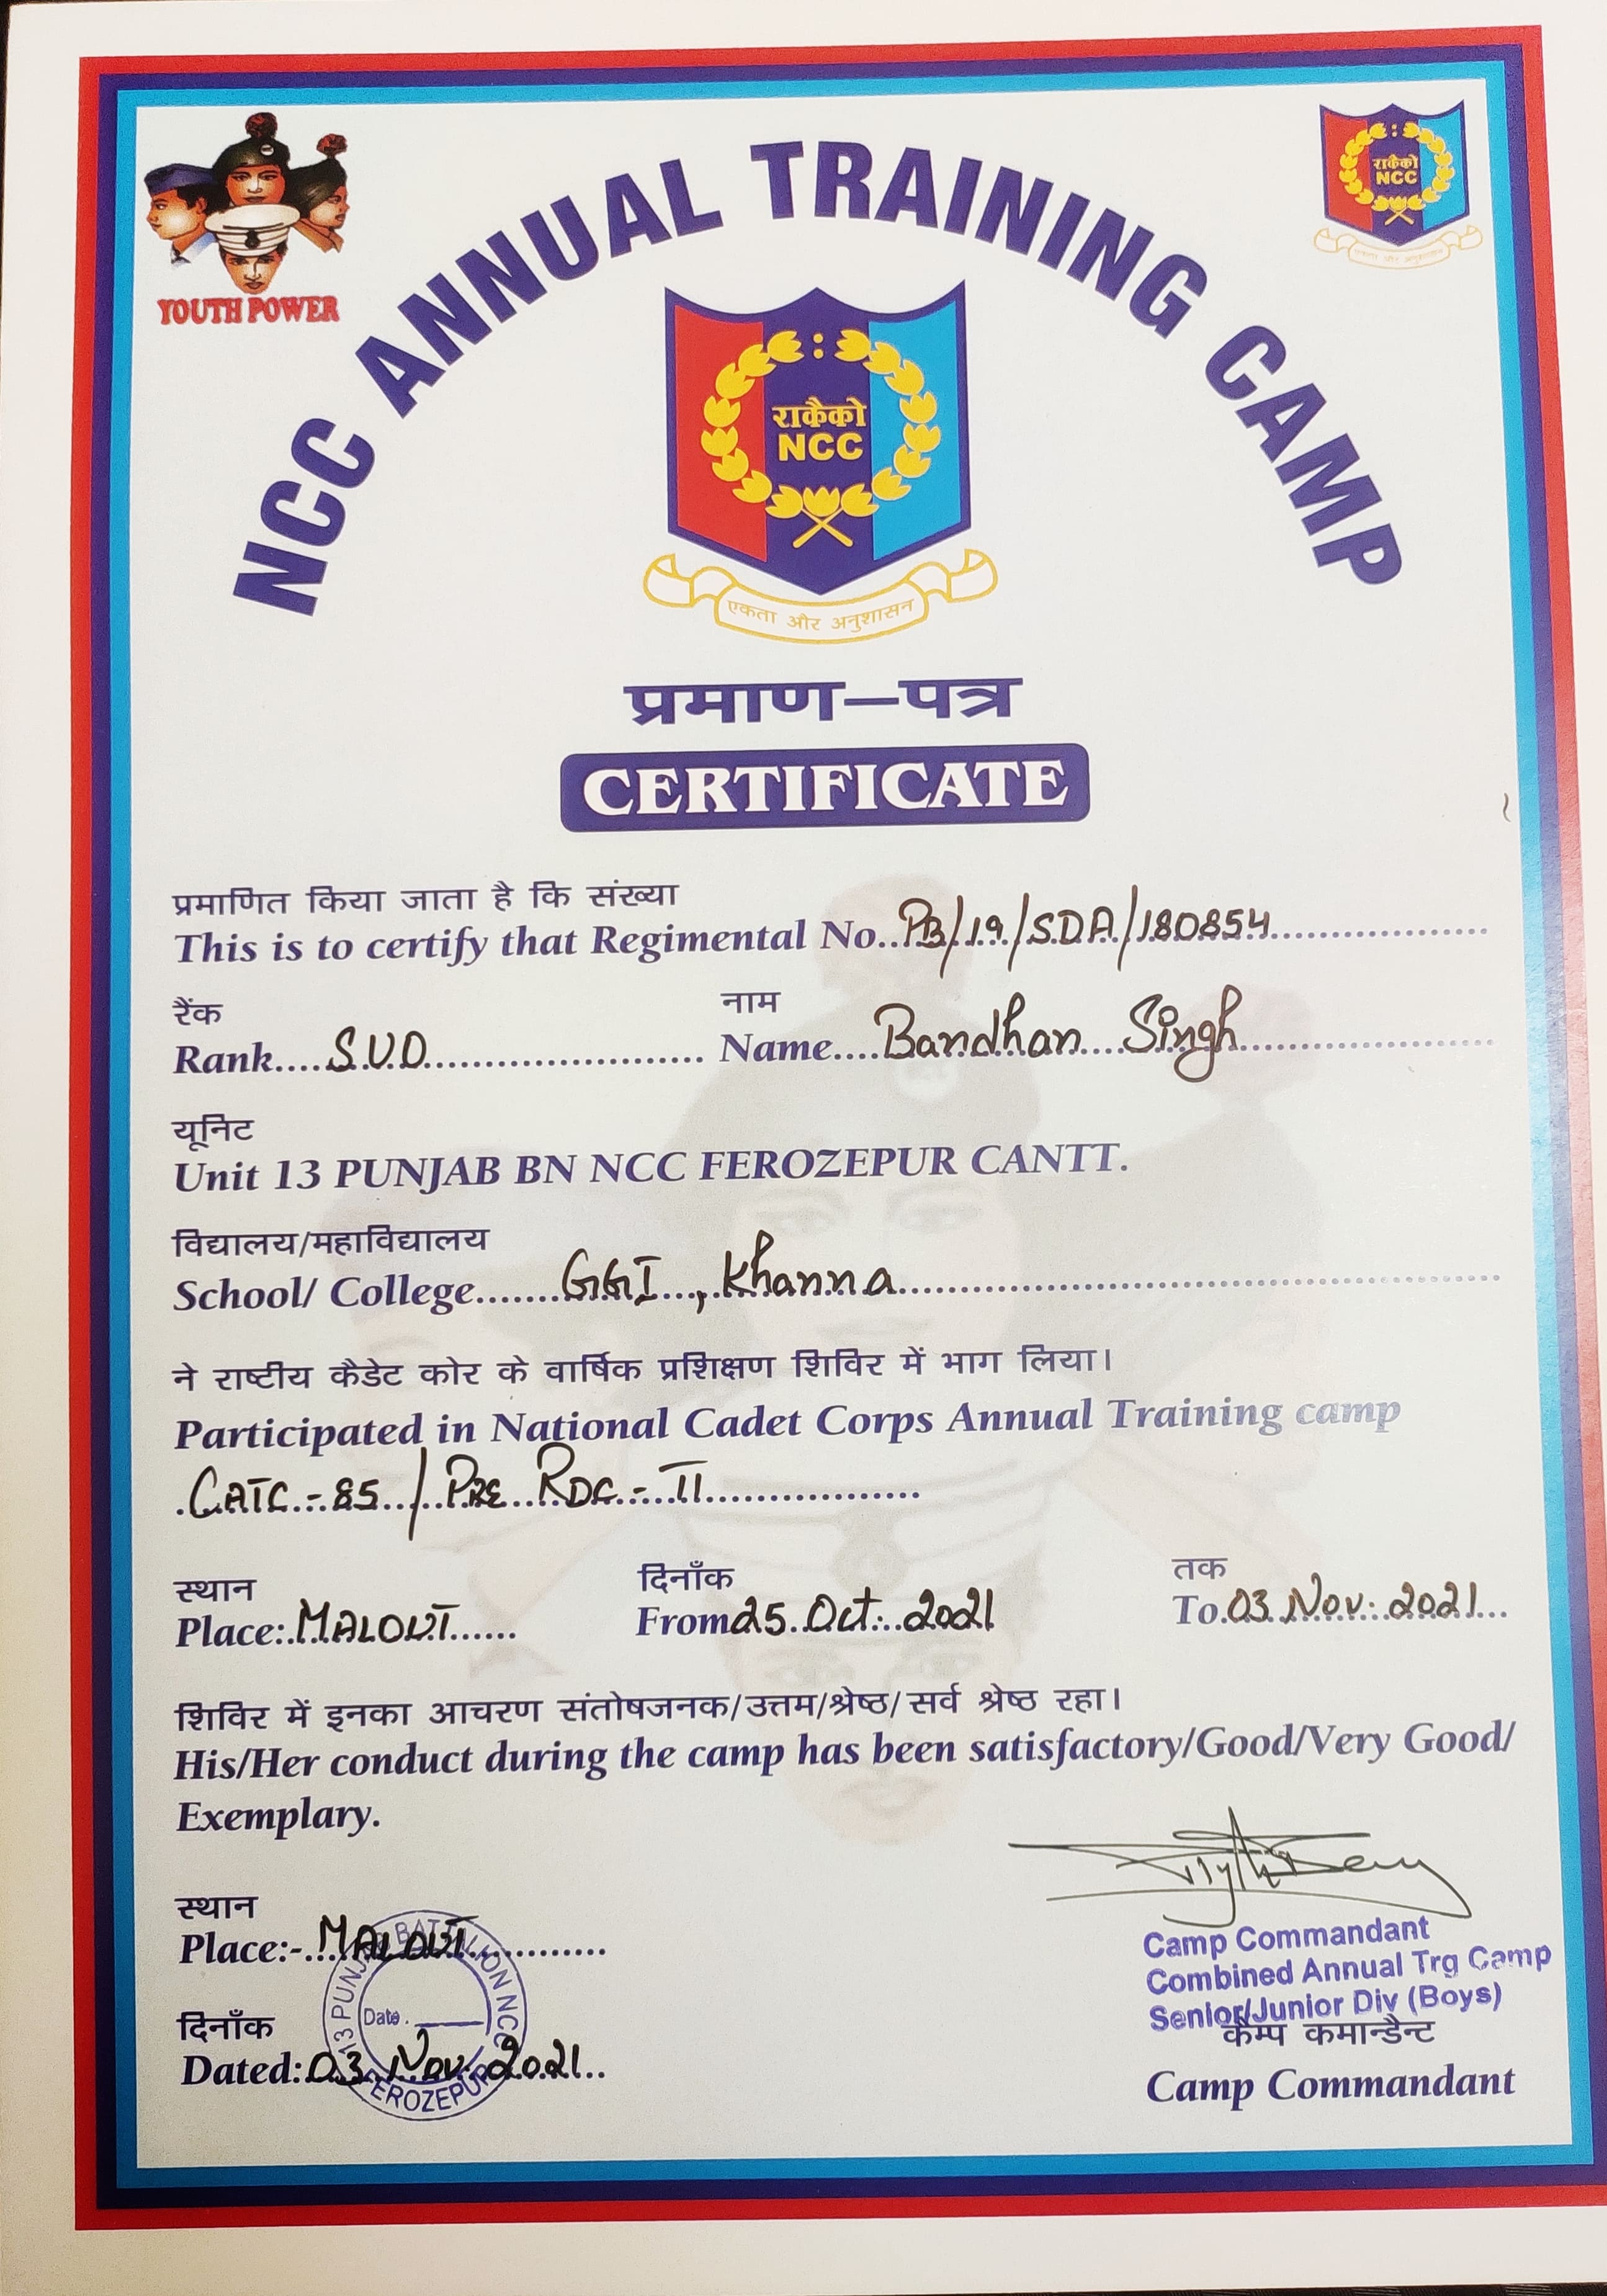 YOUTH POWER
NCC ANNUAL TRAINING CAMP
राकैको
NCC
राकैको
NCC
एकता और अनुशासन
एकता और अनुशासन
प्रमाण–पत्र
CERTIFICATE
प्रमाणित किया जाता है कि संख्या
This is to certify that Regimental No. PB/19/SDA/180854
रैंक नाम
Rank S.U.O Name Bandhan Singh
यूनिट
Unit 13 PUNJAB BN NCC FEROZEPUR CANTT.
विद्यालय/महाविद्यालय
School/ College GGI, Khanna
ने राष्टीय कैडेट कोर के वार्षिक प्रशिक्षण शिविर में भाग लिया।
Participated in National Cadet Corps Annual Training camp
CATC - 85 / PRE RDC - II
स्थान दिनाँक तक
Place: MALOUT From 25 Oct. 2021 To 03 Nov. 2021
शिविर में इनका आचरण संतोषजनक/उत्तम/श्रेष्ठ/सर्व श्रेष्ठ रहा।
His/Her conduct during the camp has been satisfactory/Good/Very Good/
Exemplary.
स्थान
Place:- MALOUT
13 PUNJAB BATTALION NCC
Date.
FEROZEPUR
दिनाँक
Dated: 03 Nov. 2021
Camp Commandant
Combined Annual Trg Camp
Senior/Junior Div (Boys)
कैम्प कमान्डैन्ट
Camp Commandant